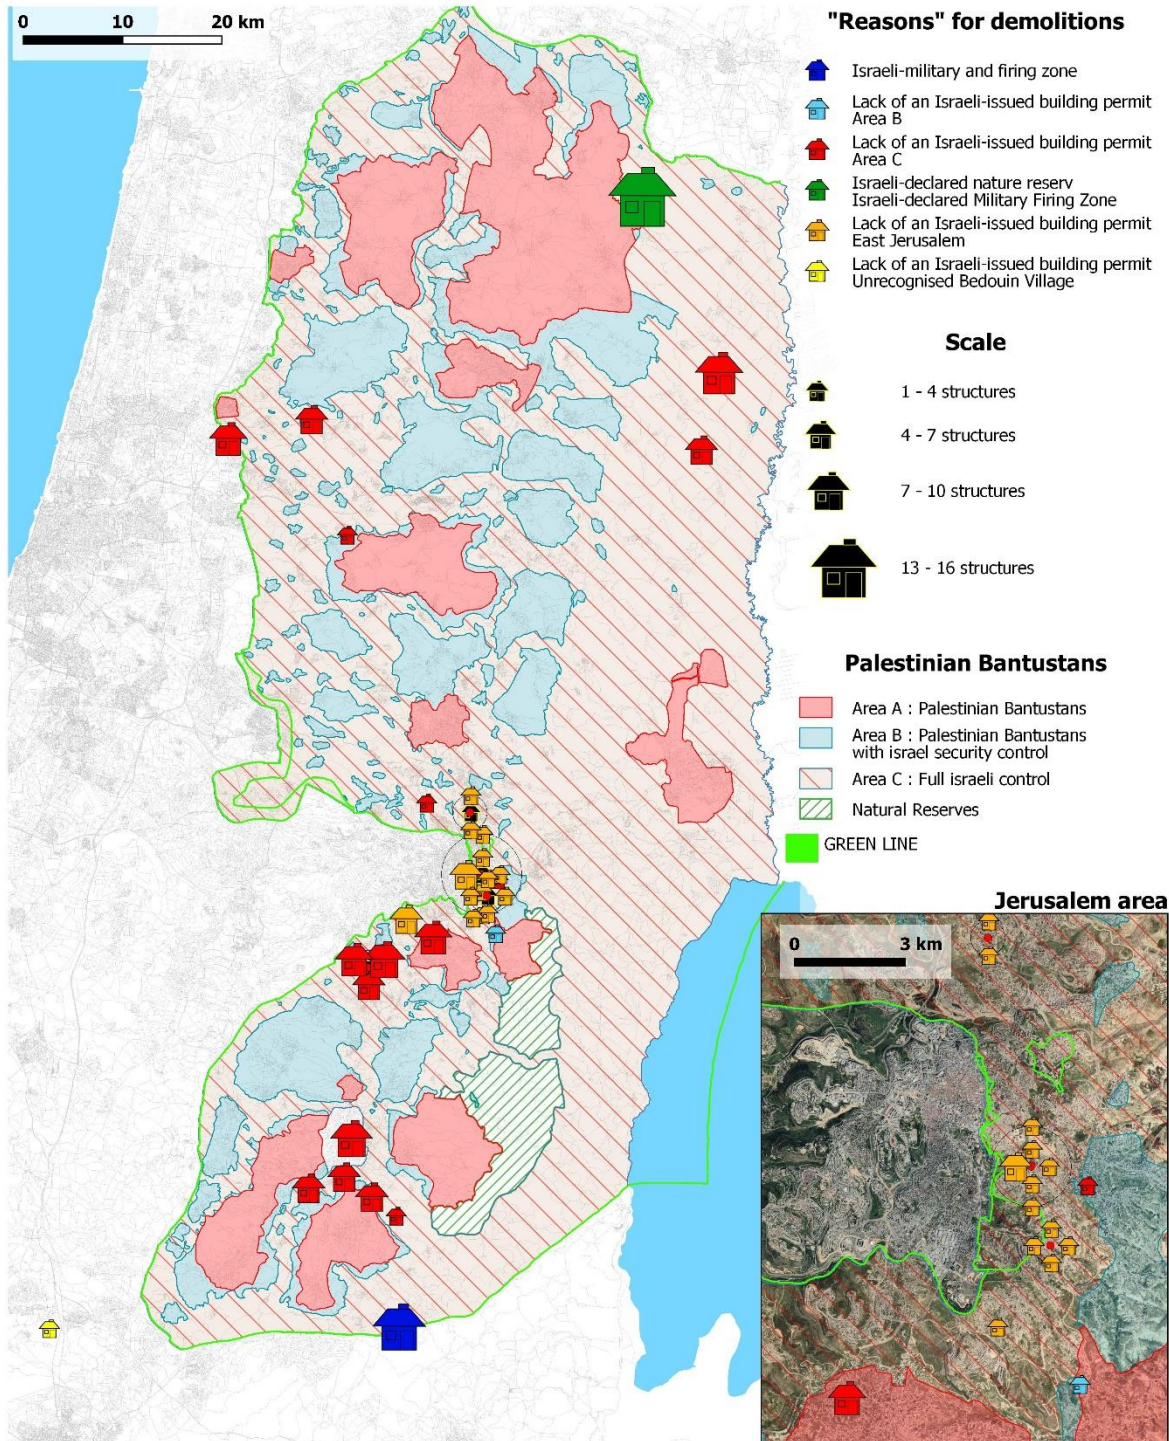 0 10 20 km
"Reasons" for demolitions
Israeli-military and firing zone
Lack of an Israeli-issued building permit
Area B
Lack of an Israeli-issued building permit
Area C
Israeli-declared nature reserv
Israeli-declared Military Firing Zone
Lack of an Israeli-issued building permit
East Jerusalem
Lack of an Israeli-issued building permit
Unrecognised Bedouin Village
Scale
1 - 4 structures
4 - 7 structures
7 - 10 structures
13 - 16 structures
Palestinian Bantustans
Area A : Palestinian Bantustans
Area B : Palestinian Bantustans
with israel security control
Area C : Full israeli control
Natural Reserves
GREEN LINE
Jerusalem area
0 3 km